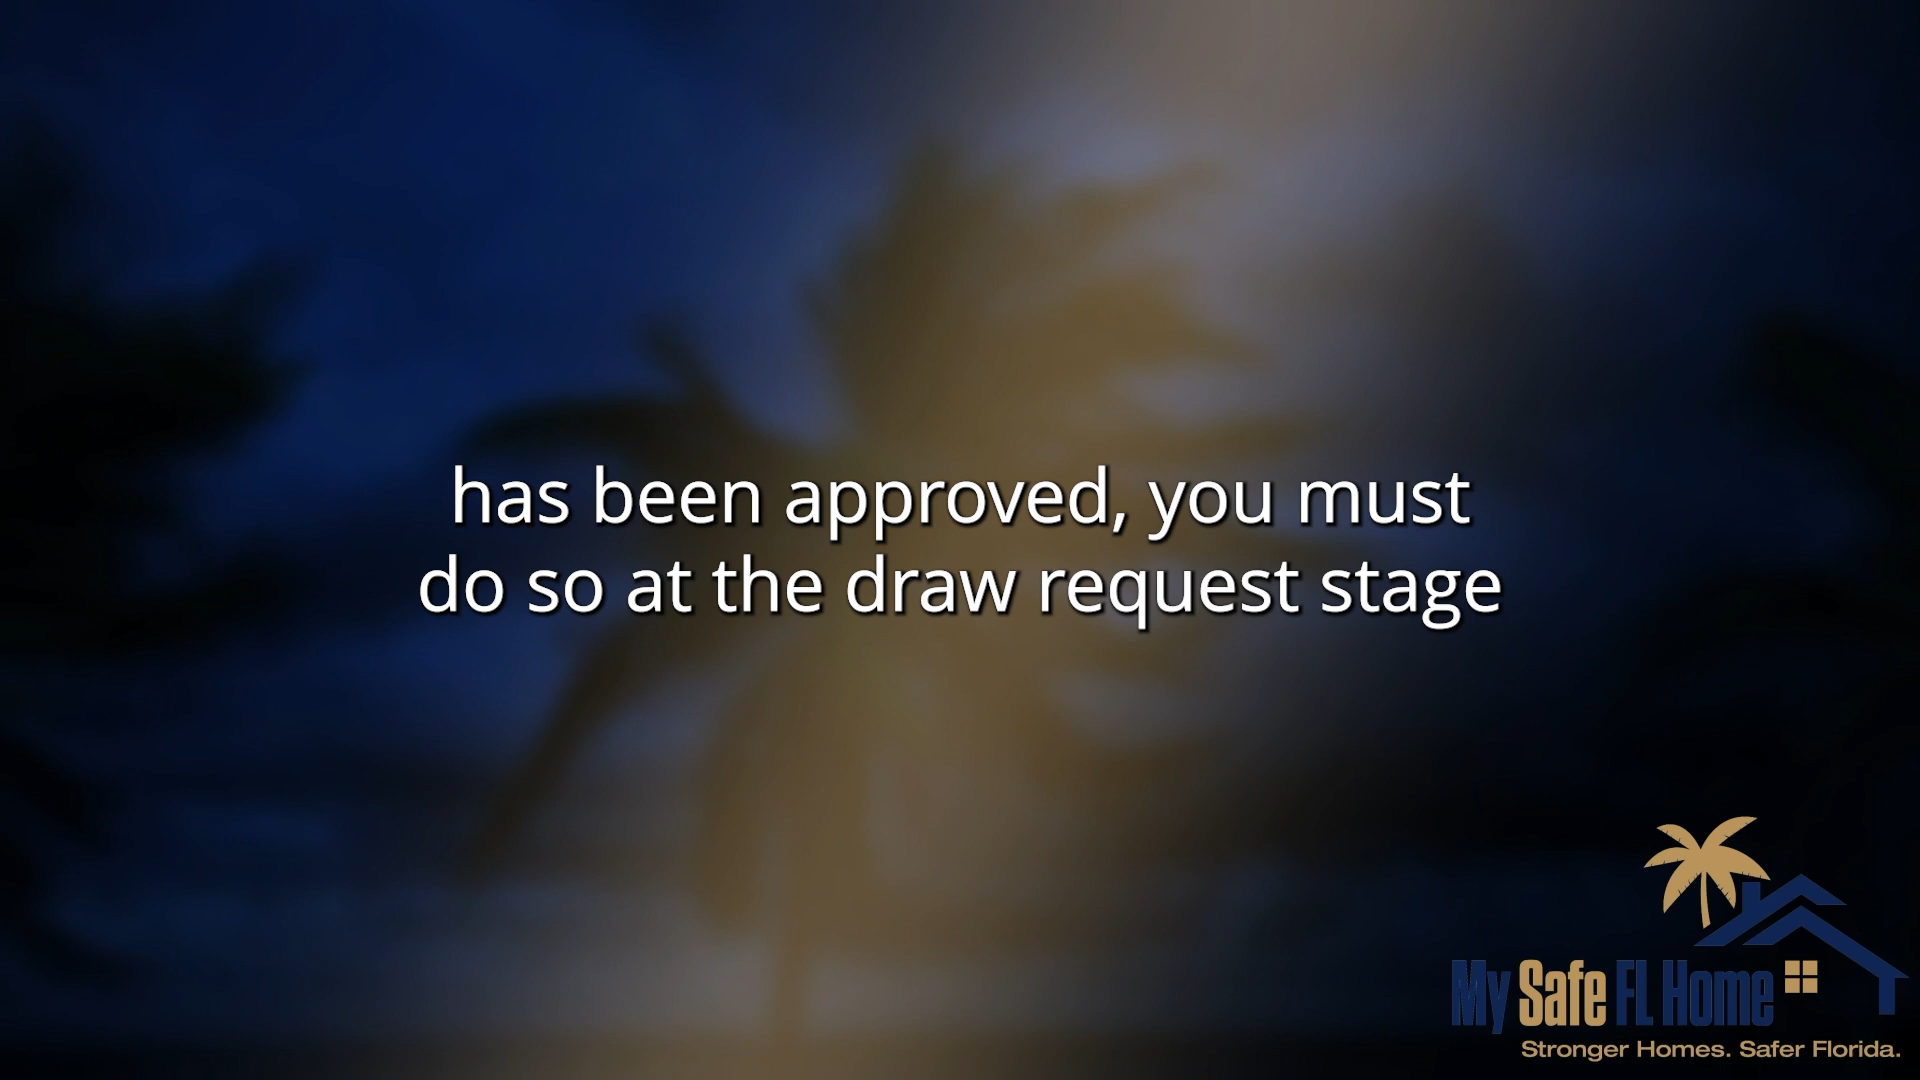 has been approved, you must
do so at the draw request stage
My Safe FL Home
Stronger Homes. Safer Florida.